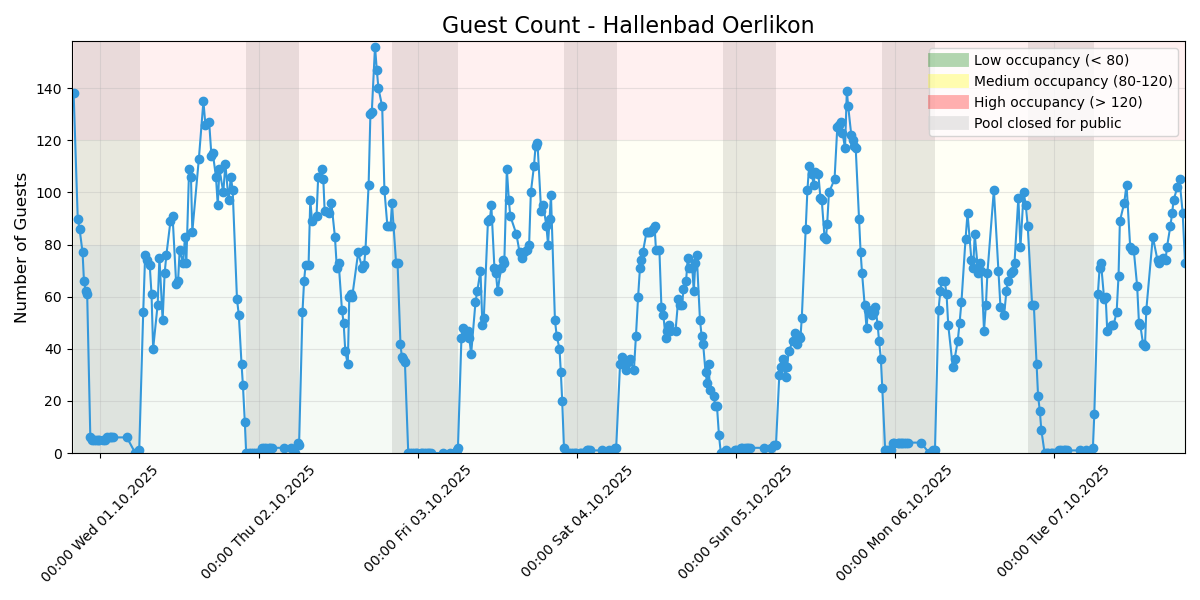 Guest Count - Hallenbad Oerlikon
Number of Guests
140
120
100
80
60
40
20
0
Low occupancy (< 80)
Medium occupancy (80-120)
High occupancy (> 120)
Pool closed for public
00:00 Wed 01.10.2025
00:00 Thu 02.10.2025
00:00 Fri 03.10.2025
00:00 Sat 04.10.2025
00:00 Sun 05.10.2025
00:00 Mon 06.10.2025
00:00 Tue 07.10.2025